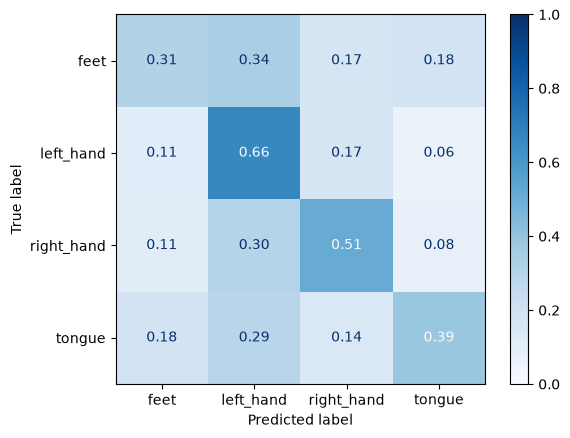 feet 0.31 0.34 0.17 0.18
left_hand 0.11 0.66 0.17 0.06
right_hand 0.11 0.30 0.51 0.08
tongue 0.18 0.29 0.14 0.39
feet left_hand right_hand tongue
Predicted label
True label
1.0
0.8
0.6
0.4
0.2
0.0